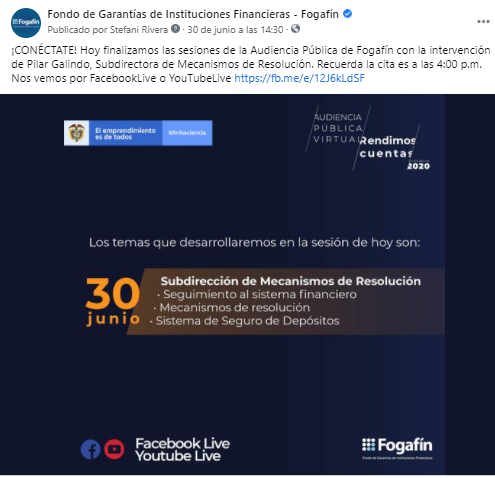 Fogafín
Fondo de Garantías de Instituciones Financieras - Fogafín
Publicado por Stefani Rivera · 30 de junio a las 14:30 ·
¡CONÉCTATE! Hoy finalizamos las sesiones de la Audiencia Pública de Fogafín con la intervención
de Pilar Galindo, Subdirectora de Mecanismos de Resolución. Recuerda la cita es a las 4:00 p.m.
Nos vemos por FacebookLive o YouTubeLive https://fb.me/e/12J6kLdSF
El emprendimiento
es de todos
Minhacienda
AUDIENCIA
PÚBLICA
VIRTUAL
Rendimos
cuentas
2020
Los temas que desarrollaremos en la sesión de hoy son:
30
junio
Subdirección de Mecanismos de Resolución
· Seguimiento al sistema financiero
· Mecanismos de resolución
· Sistema de Seguro de Depósitos
Facebook Live
Youtube Live
Fogafín
Fondo de Garantías de Instituciones Financieras